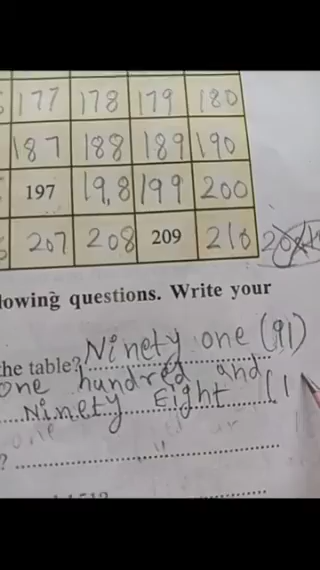 177 178 179 180
187 188 189 190
197 19,8 199 200
207 208 209 210
lowing questions. Write your
the table? Ninety one (91)
one hundred and
Ninety Eight (1
?